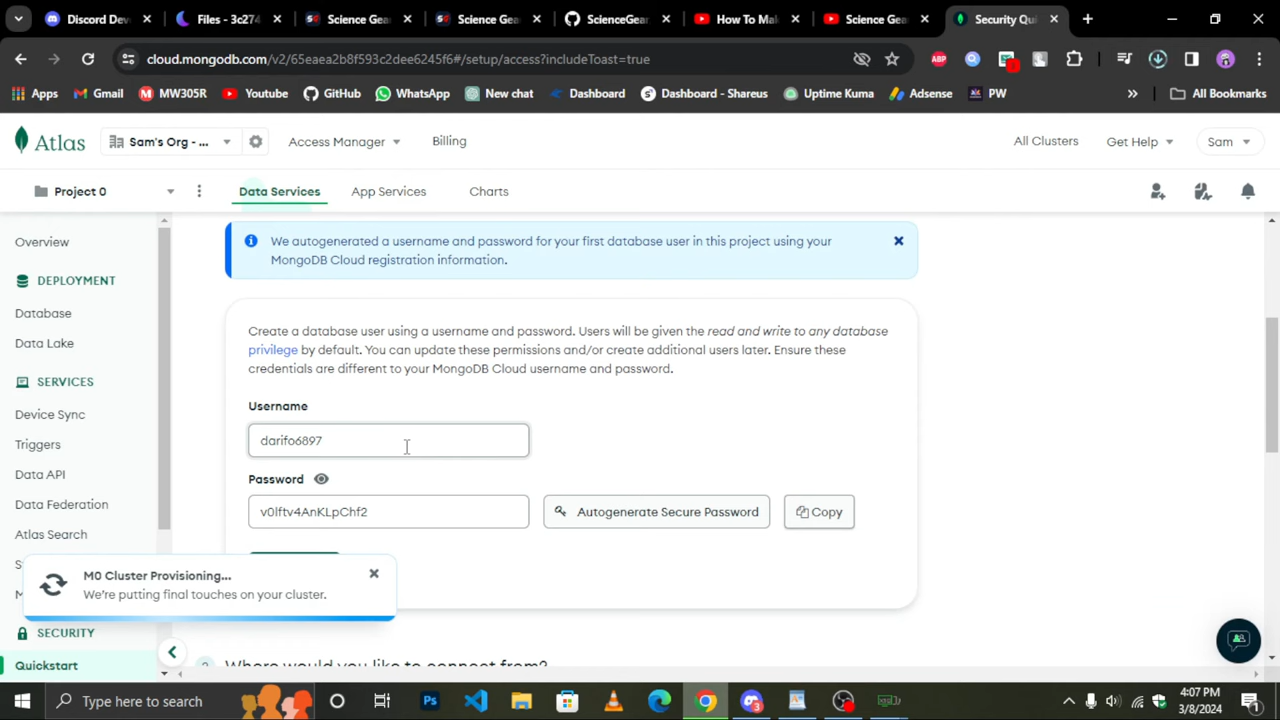 Discord Dev
Files - 3c274
Science Gea
Science Gea
ScienceGear
How To Mak
Science Gea
Security Qui
cloud.mongodb.com/v2/65eaea2b8f593c2dee6245f6#/setup/access?includeToast=true
ABP
Apps
Gmail
MW305R
Youtube
GitHub
WhatsApp
New chat
Dashboard
Dashboard - Shareus
Uptime Kuma
Adsense
PW
All Bookmarks
Atlas
Sam's Org - ...
Access Manager
Billing
All Clusters
Get Help
Sam
Project 0
Data Services
App Services
Charts
Overview
DEPLOYMENT
Database
Data Lake
SERVICES
Device Sync
Triggers
Data API
Data Federation
Atlas Search
SECURITY
Quickstart
We autogenerated a username and password for your first database user in this project using your
MongoDB Cloud registration information.
Create a database user using a username and password. Users will be given the read and write to any database
privilege by default. You can update these permissions and/or create additional users later. Ensure these
credentials are different to your MongoDB Cloud username and password.
Username
darifo6897
Password
v0lftv4AnKLpChf2
Autogenerate Secure Password
Copy
M0 Cluster Provisioning...
We're putting final touches on your cluster.
Where would you like to connect from?
Type here to search
Ps
4:07 PM
3/8/2024